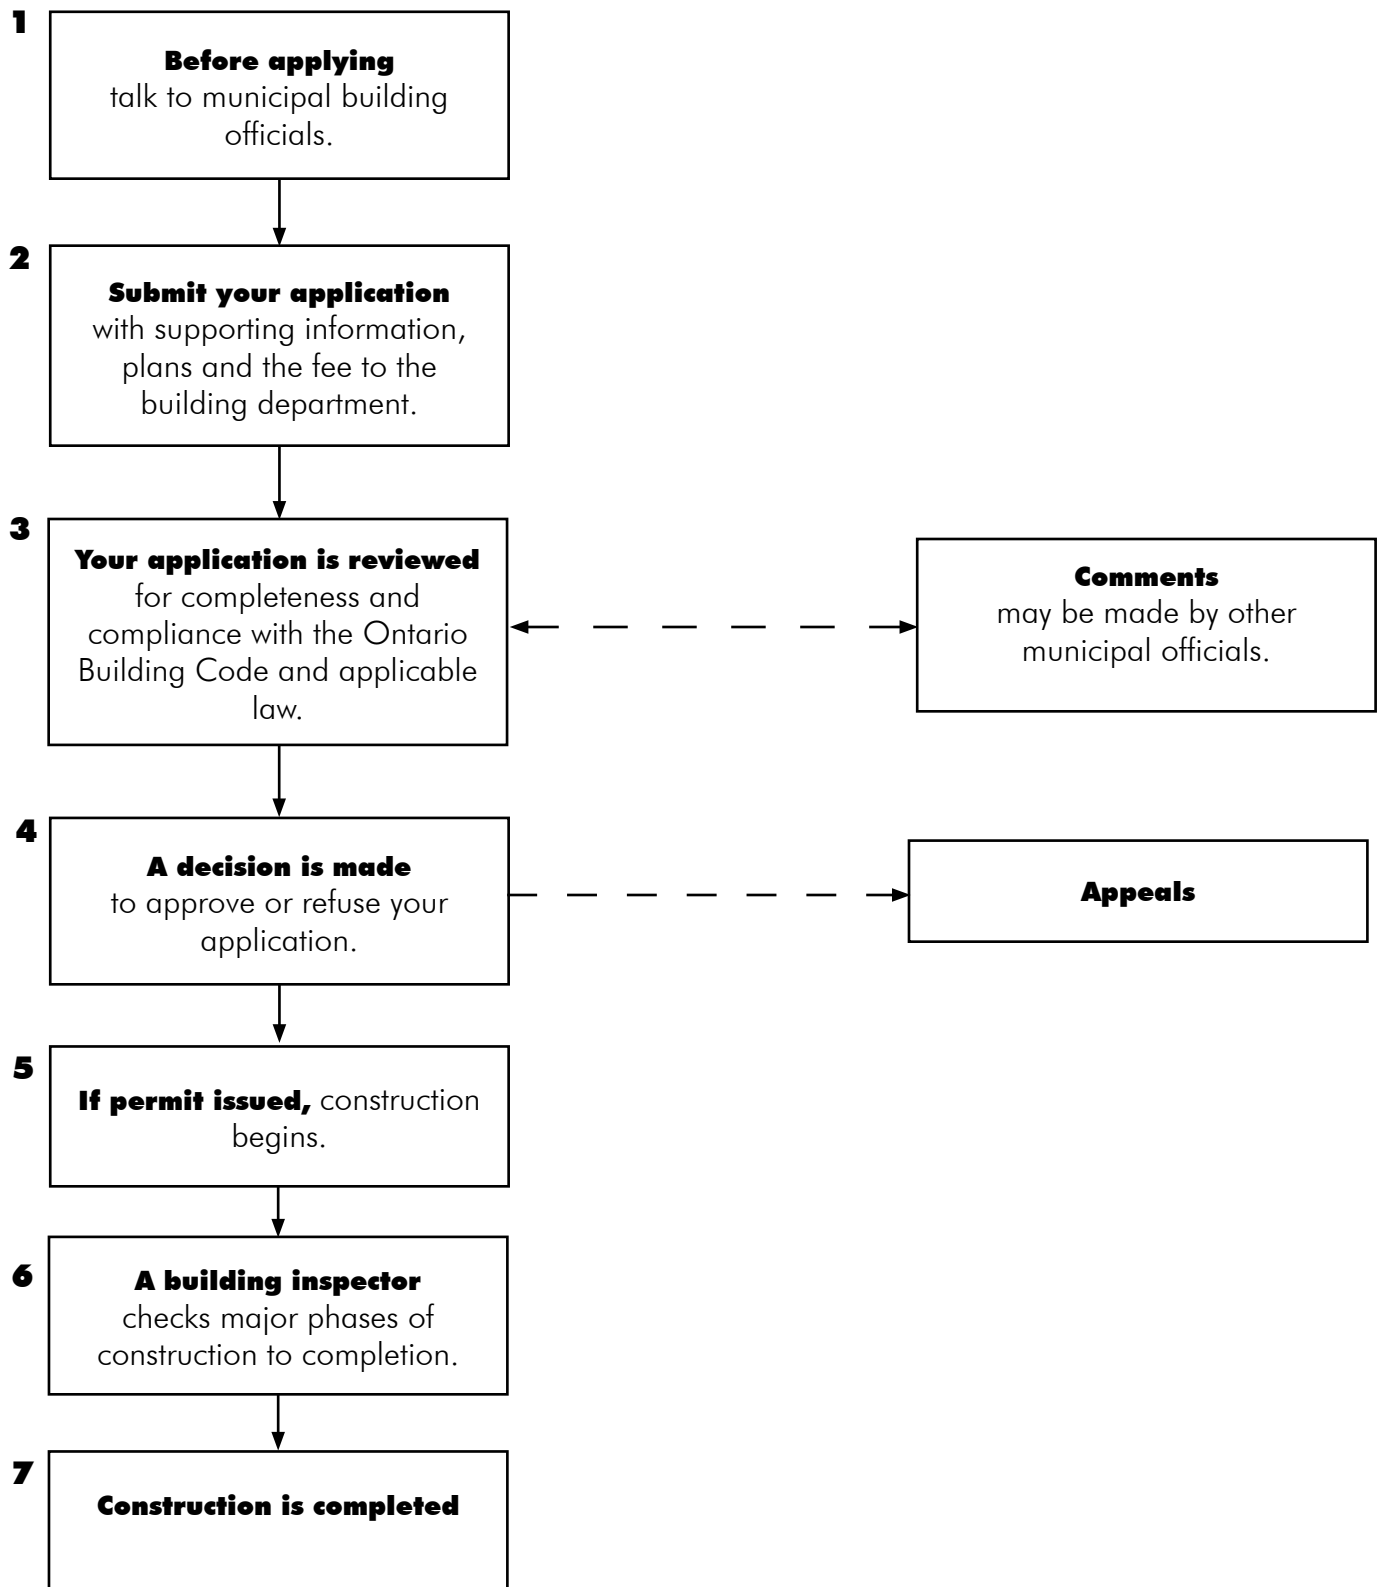 1
Before applying
talk to municipal building
officials.
2
Submit your application
with supporting information,
plans and the fee to the
building department.
3
Your application is reviewed
for completeness and
compliance with the Ontario
Building Code and applicable
law.
Comments
may be made by other
municipal officials.
4
A decision is made
to approve or refuse your
application.
Appeals
5
If permit issued, construction
begins.
6
A building inspector
checks major phases of
construction to completion.
7
Construction is completed